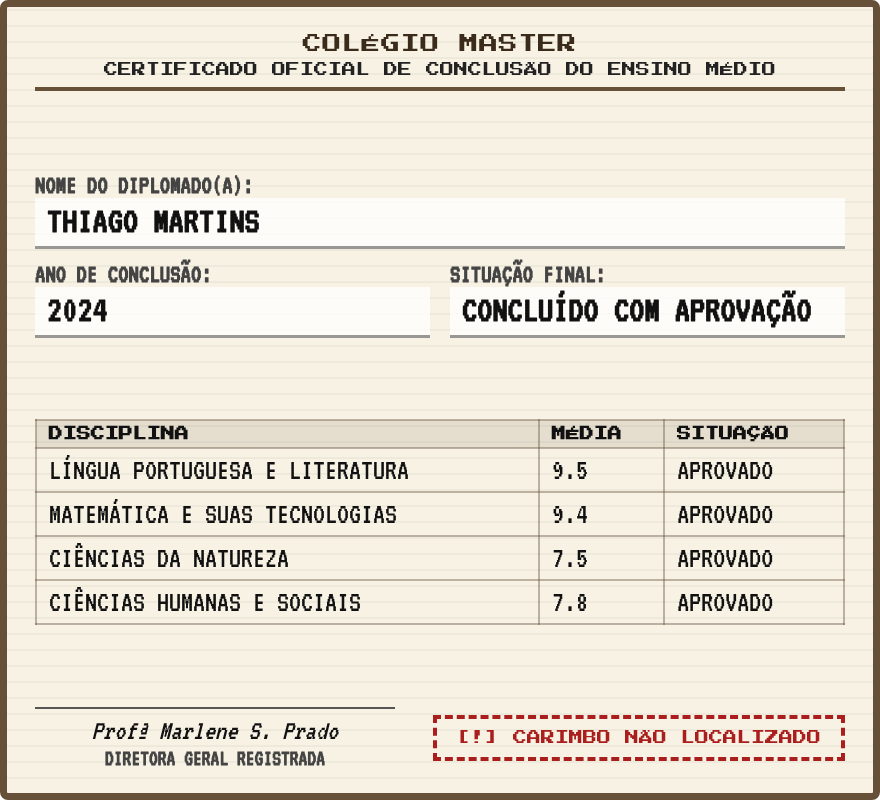 COLÉGIO MASTER
CERTIFICADO OFICIAL DE CONCLUSÃO DO ENSINO MÉDIO
NOME DO DIPLOMADO(A):
THIAGO MARTINS
ANO DE CONCLUSÃO: SITUAÇÃO FINAL:
2024 CONCLUÍDO COM APROVAÇÃO
DISCIPLINA MÉDIA SITUAÇÃO
LÍNGUA PORTUGUESA E LITERATURA 9.5 APROVADO
MATEMÁTICA E SUAS TECNOLOGIAS 9.4 APROVADO
CIÊNCIAS DA NATUREZA 7.5 APROVADO
CIÊNCIAS HUMANAS E SOCIAIS 7.8 APROVADO
Profª Marlene S. Prado
DIRETORA GERAL REGISTRADA
[!] CARIMBO NÃO LOCALIZADO